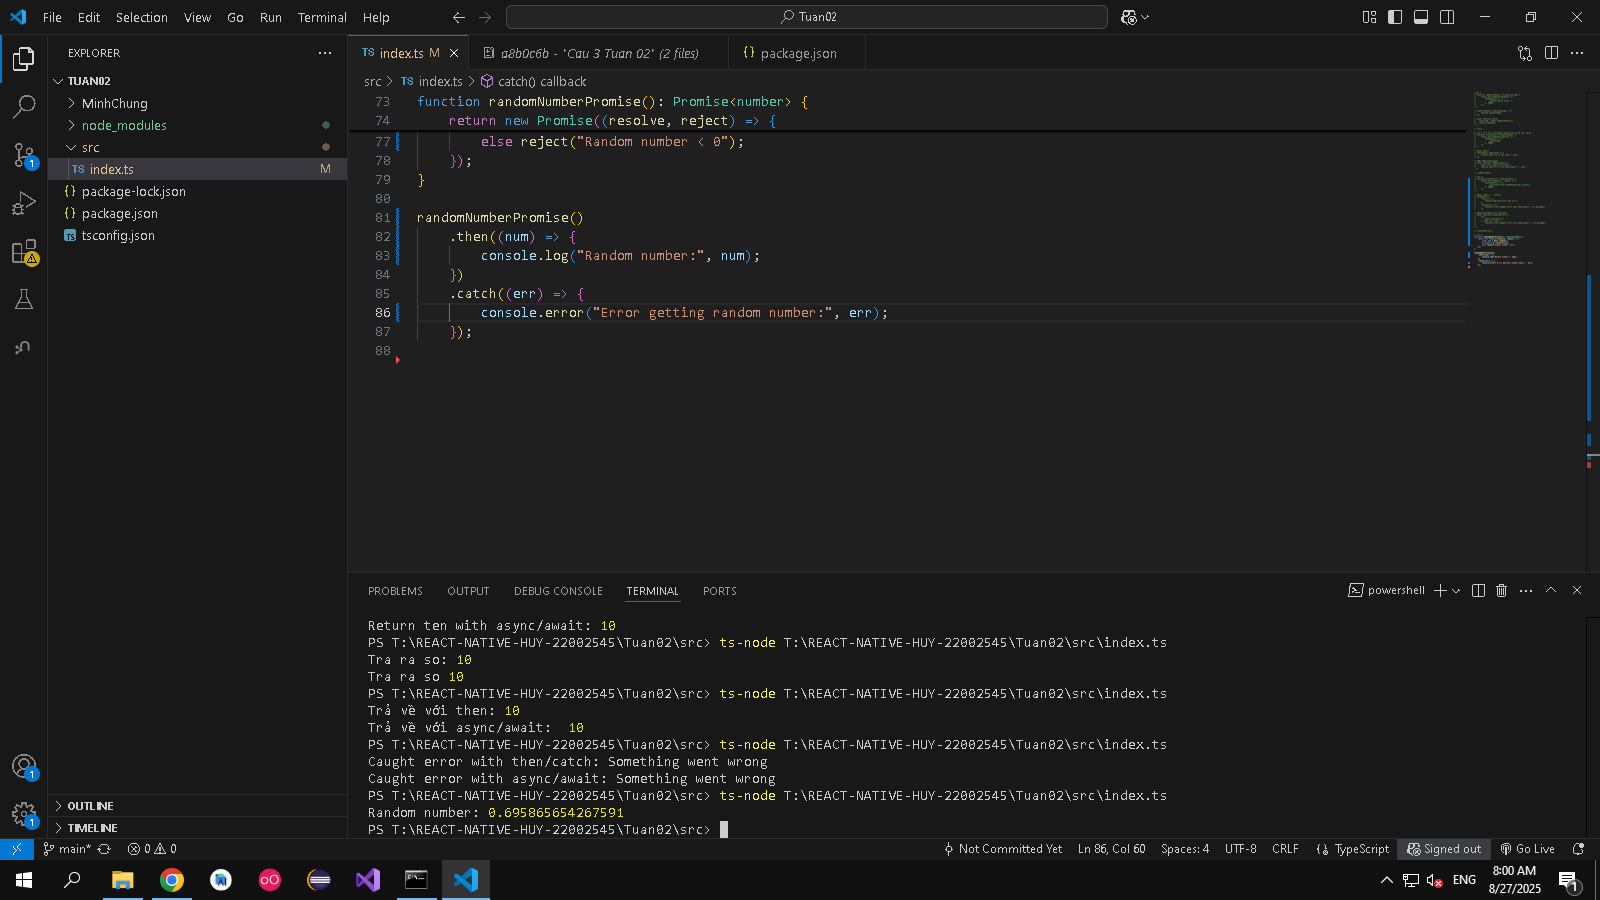 File Edit Selection View Go Run Terminal Help
Tuan02
EXPLORER
TUAN02
MinhChung
node_modules
src
TS index.ts M
{} package-lock.json
{} package.json
TS tsconfig.json
1
1
1
TS index.ts M
a8b0c6b - 'Cau 3 Tuan 02' (2 files)
{} package.json
src > TS index.ts > catch() callback
73 function randomNumberPromise(): Promise<number> {
74 return new Promise((resolve, reject) => {
77 else reject("Random number < 0");
78 });
79 }
80
81 randomNumberPromise()
82 .then((num) => {
83 console.log("Random number:", num);
84 })
85 .catch((err) => {
86 console.error("Error getting random number:", err);
87 });
88
PROBLEMS OUTPUT DEBUG CONSOLE TERMINAL PORTS
powershell
Return ten with async/await: 10
PS T:\REACT-NATIVE-HUY-22002545\Tuan02\src> ts-node T:\REACT-NATIVE-HUY-22002545\Tuan02\src\index.ts
Tra ra so: 10
Tra ra so 10
PS T:\REACT-NATIVE-HUY-22002545\Tuan02\src> ts-node T:\REACT-NATIVE-HUY-22002545\Tuan02\src\index.ts
Trả về với then: 10
Trả về với async/await:  10
PS T:\REACT-NATIVE-HUY-22002545\Tuan02\src> ts-node T:\REACT-NATIVE-HUY-22002545\Tuan02\src\index.ts
Caught error with then/catch: Something went wrong
Caught error with async/await: Something went wrong
PS T:\REACT-NATIVE-HUY-22002545\Tuan02\src> ts-node T:\REACT-NATIVE-HUY-22002545\Tuan02\src\index.ts
Random number: 0.695865654267591
PS T:\REACT-NATIVE-HUY-22002545\Tuan02\src>
OUTLINE
TIMELINE
main* 0 0
Not Committed Yet Ln 86, Col 60 Spaces: 4 UTF-8 CRLF {} TypeScript Signed out Go Live
ENG
8:00 AM
8/27/2025
1